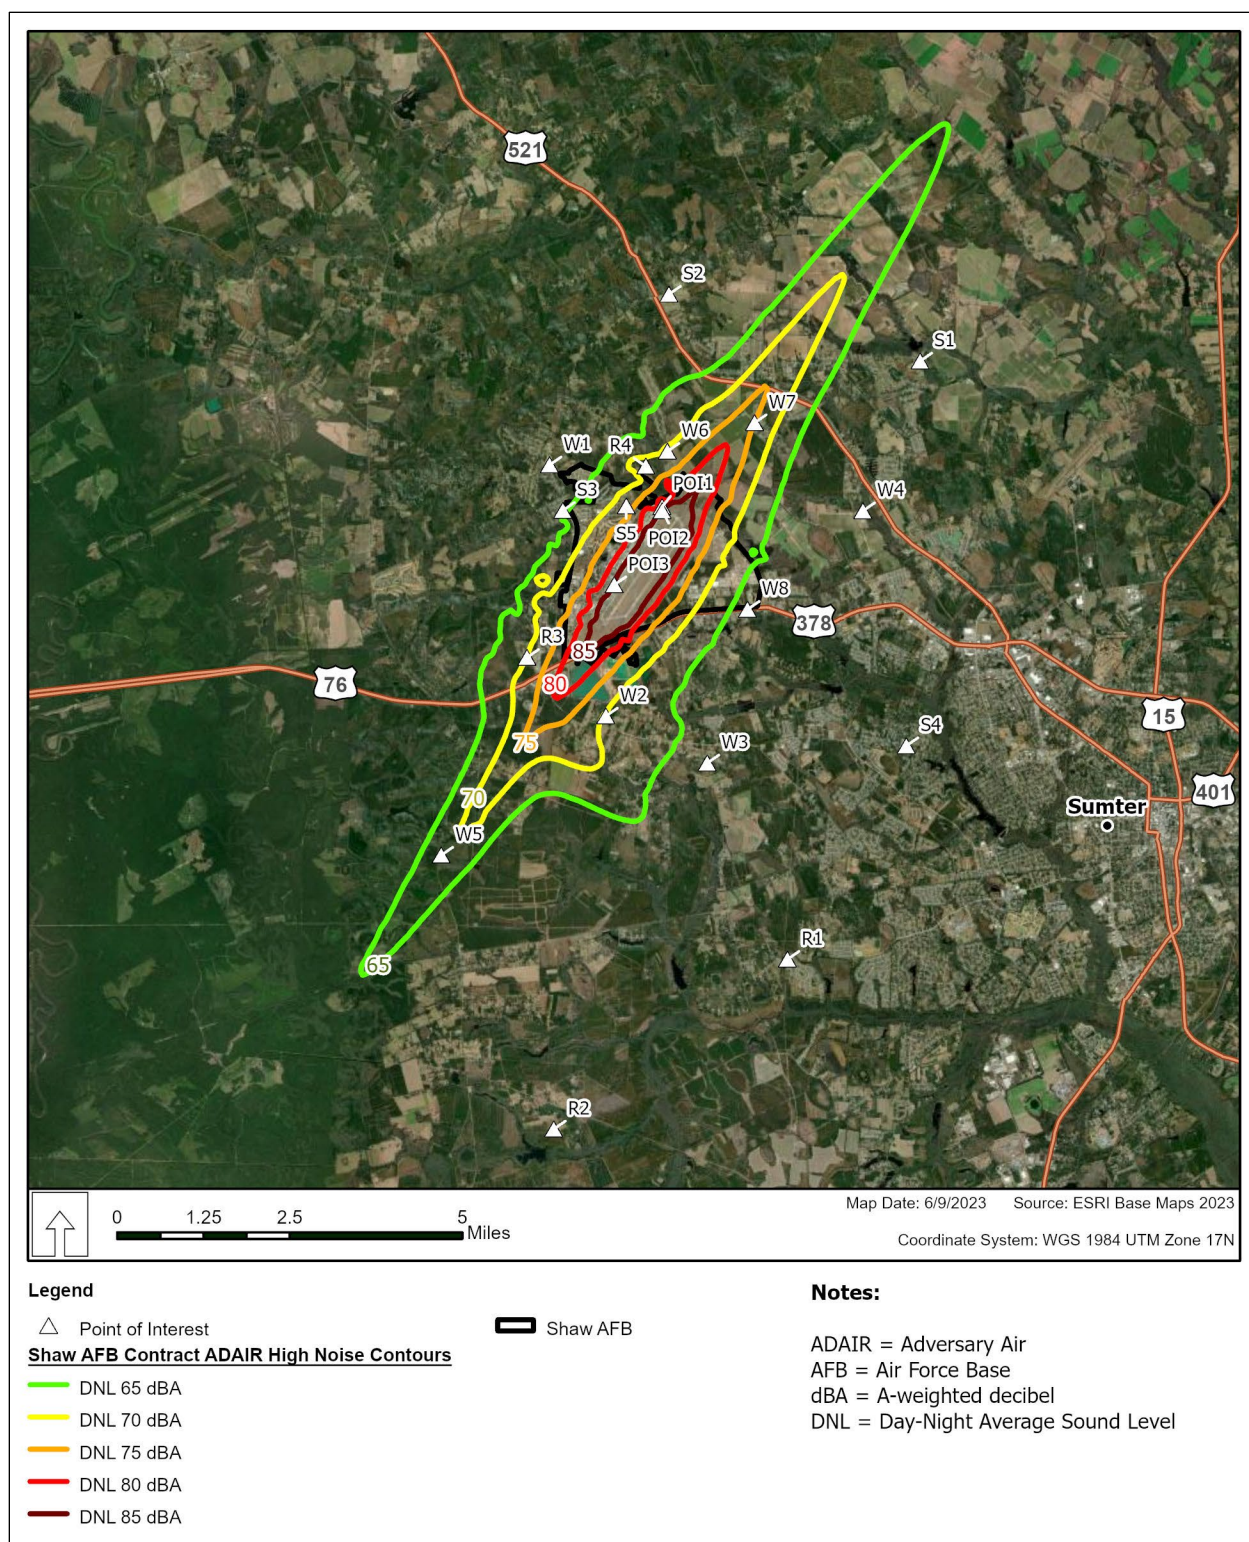 521
S2
S1
W7
W6
R4
W1
POI1
S3
W4
S5
POI2
POI3
W8
378
85
R3
80
76
W2
15
75
S4
W3
401
70
Sumter
W5
R1
65
R2
Map Date: 6/9/2023 Source: ESRI Base Maps 2023
0 1.25 2.5 5
Miles
Coordinate System: WGS 1984 UTM Zone 17N
Legend
Point of Interest
Shaw AFB
Shaw AFB Contract ADAIR High Noise Contours
DNL 65 dBA
DNL 70 dBA
DNL 75 dBA
DNL 80 dBA
DNL 85 dBA
Notes:
ADAIR = Adversary Air
AFB = Air Force Base
dBA = A-weighted decibel
DNL = Day-Night Average Sound Level